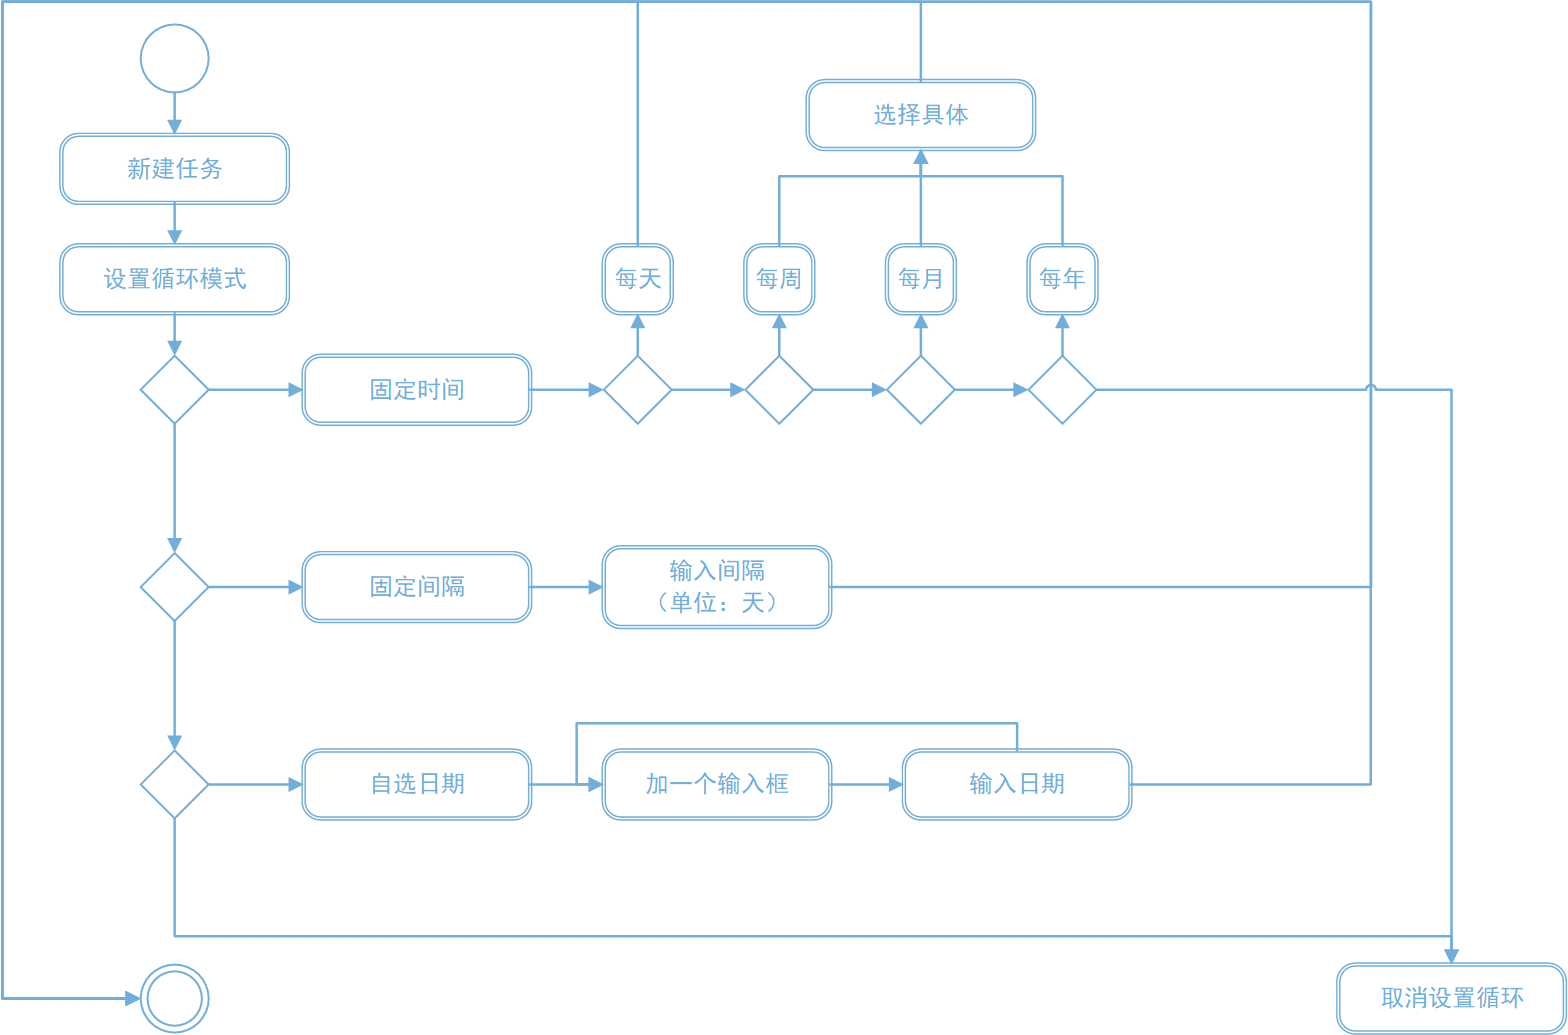 选择具体
新建任务
设置循环模式
每天
每周
每月
每年
固定时间
固定间隔
输入间隔
（单位：天）
自选日期
加一个输入框
输入日期
取消设置循环